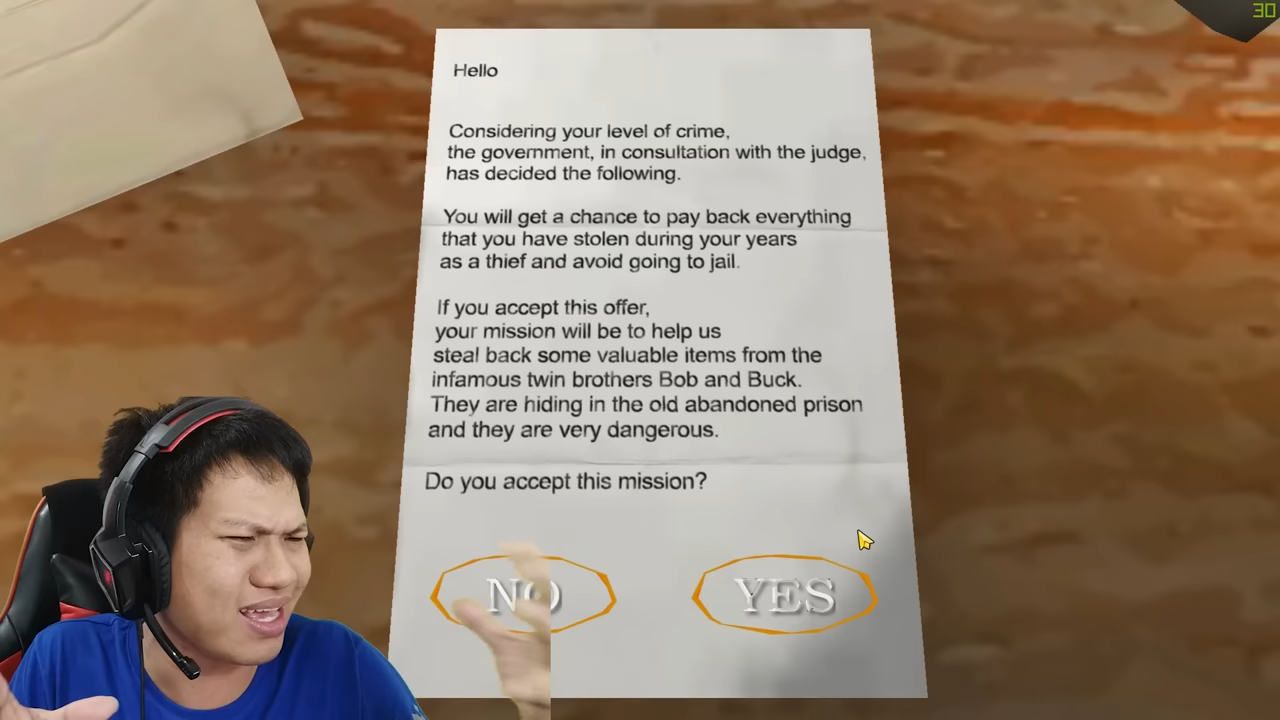 30
Hello
Considering your level of crime,
the government, in consultation with the judge,
has decided the following.
You will get a chance to pay back everything
that you have stolen during your years
as a thief and avoid going to jail.
If you accept this offer,
your mission will be to help us
steal back some valuable items from the
infamous twin brothers Bob and Buck.
They are hiding in the old abandoned prison
and they are very dangerous.
Do you accept this mission?
NO
YES